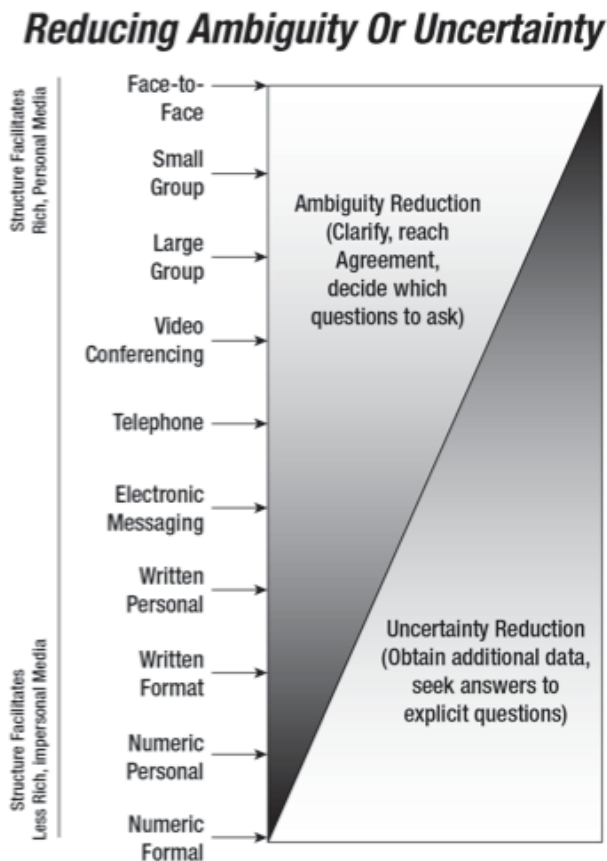 Reducing Ambiguity Or Uncertainty
Structure Facilitates
Rich, Personal Media
Structure Facilitates
Less Rich, impersonal Media
Face-to-
Face
Small
Group
Large
Group
Video
Conferencing
Telephone
Electronic
Messaging
Written
Personal
Written
Format
Numeric
Personal
Numeric
Formal
Ambiguity Reduction
(Clarify, reach
Agreement,
decide which
questions to ask)
Uncertainty Reduction
(Obtain additional data,
seek answers to
explicit questions)